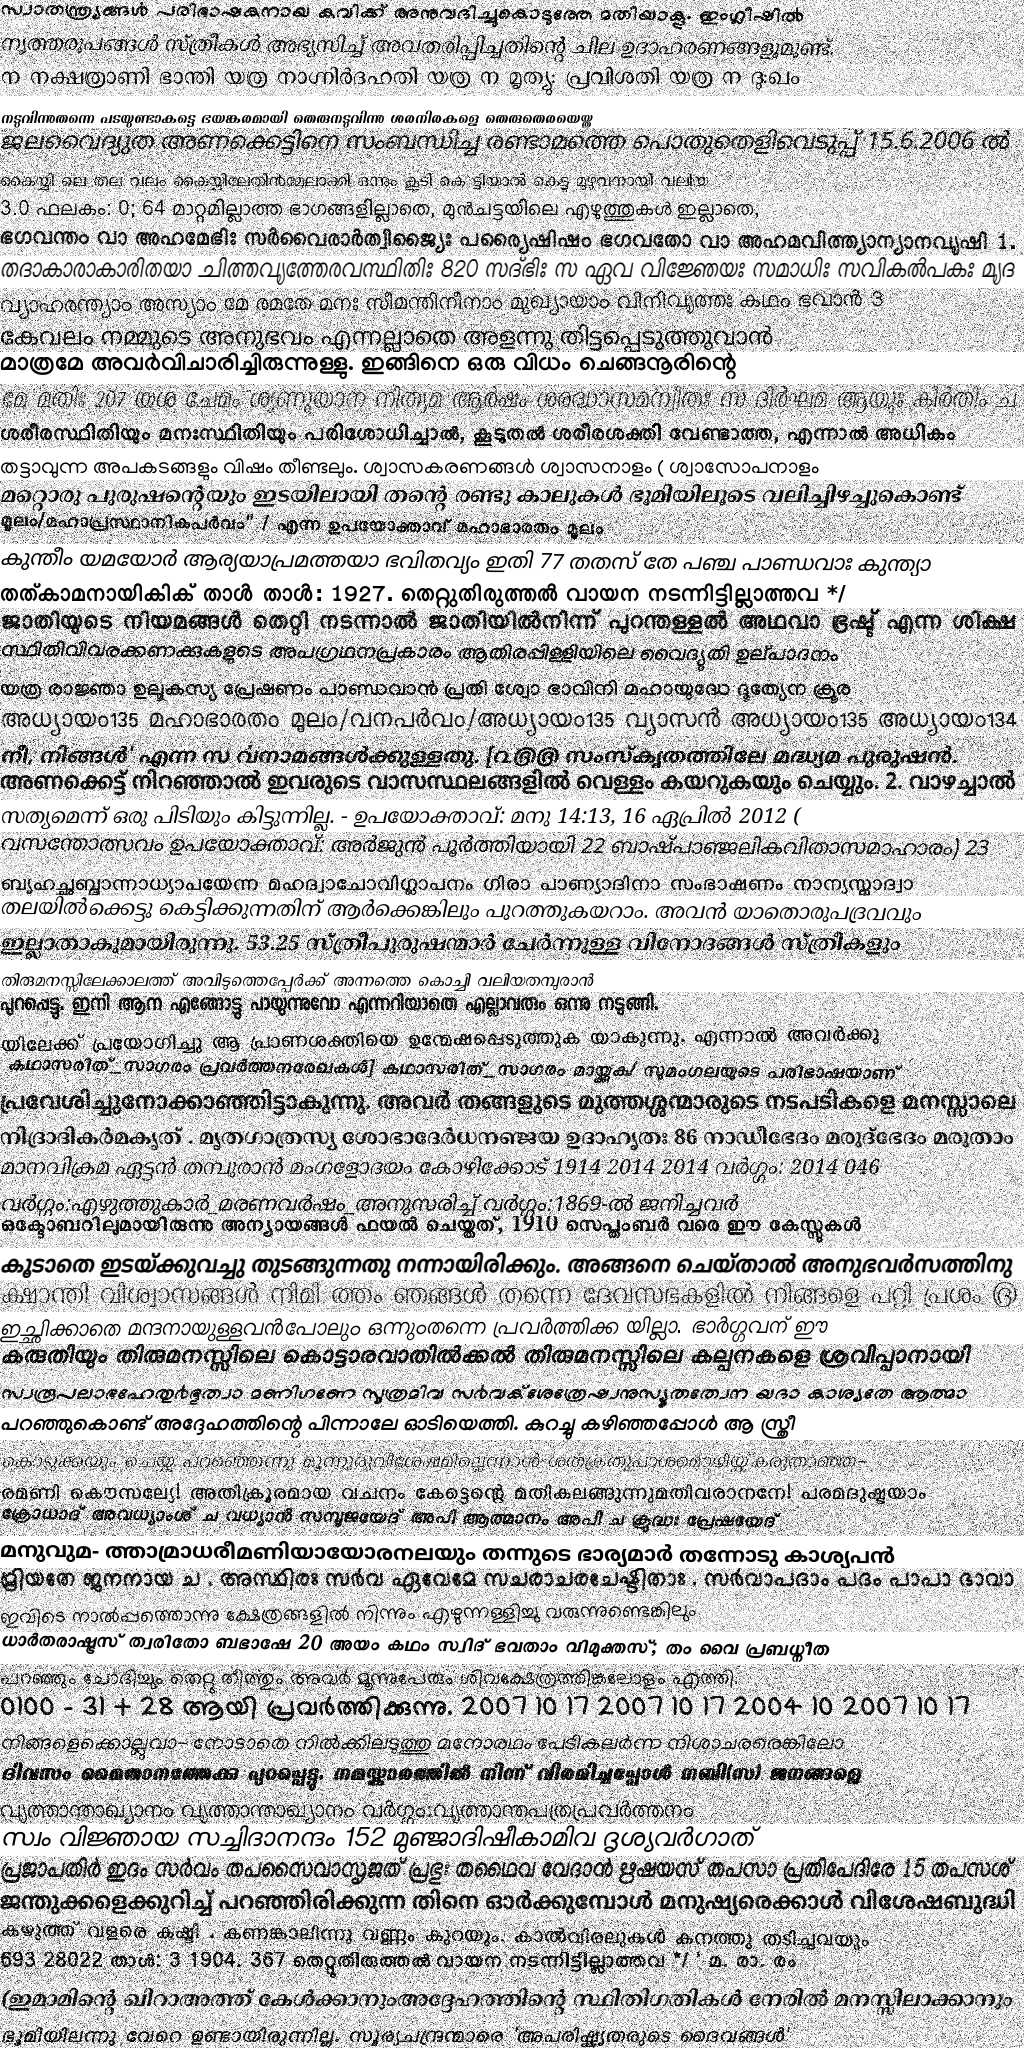 സ്വാതന്ത്ര്യങ്ങൾ പരിഭാഷകനായ കവിക്ക് അനുവദിച്ചുകൊടുത്തേ മതിയാകൂ. ഇംഗ്ലീഷിൽ
നൃത്തരൂപങ്ങൾ സ്ത്രീകൾ അഭ്യസിച്ച് അവതരിപ്പിച്ചതിന്റെ ചില ഉദാഹരണങ്ങളുമുണ്ട്.
ന നക്ഷത്രാണി ഭാന്തി യത്ര നാഗ്നിർദഹതി യത്ര ന മൃത്യുഃ പ്രവിശതി യത്ര ന ദുഃഖം
നടുവിന്നുതന്നെ പടയുണ്ടാകട്ടെ ഭയങ്കരമായി തെരുനടുവിന്നു ശരനിരകളെ തെരുതെരയെയ്തു
ജലവൈദ്യുത അണക്കെട്ടിനെ സംബന്ധിച്ച രണ്ടാമത്തെ പൊതുതെളിവെടുപ്പ് 15.6.2006 ൽ
കൈയ്യി ലെ തല വലം കൈയ്യിലേതിൻമേലാക്കി ഒന്നും കൂടി കെ ട്ടിയാൽ കെട്ടു മുഴുവനായി വലിയ
3.0 ഫലകം: 0; 64 മാറ്റമില്ലാത്ത ഭാഗങ്ങളില്ലാതെ, മുൻചട്ടയിലെ എഴുത്തുകൾ ഇല്ലാതെ,
ഭഗവന്തം വാ അഹമേഭിഃ സർവൈരാർത്വിജ്യൈഃ പര്യൈഷിഷം ഭഗവതോ വാ അഹമവിത്ത്യാന്യാനവൃഷി 1.
തദാകാരാകാരിതയാ ചിത്തവൃത്തേരവസ്ഥിതിഃ 820 സദ്ഭിഃ സ ഏവ വിജ്ഞേയഃ സമാധിഃ സവികൽപകഃ മൃദ
വ്യാഹരന്ത്യാം അസ്യാം മേ രമതേ മനഃ സീമന്തിനീനാം മുഖ്യായാം വിനിവൃത്തഃ കഥം ഭവാൻ 3
കേവലം നമ്മുടെ അനുഭവം എന്നല്ലാതെ അളന്നു തിട്ടപ്പെടുത്തുവാൻ
മാത്രമേ അവർവിചാരിച്ചിരുന്നുള്ളു. ഇങ്ങിനെ ഒരു വിധം ചെങ്ങന്നൂരിന്റെ
മേ മതിഃ 207 യശ ചേമം ശൃണുയാന നിത്യമ ആർഷം ശരദ്ധാസമന്വിതഃ സ ദീർഘമ ആയുഃ കീർതിം ച
ശരീരസ്ഥിതിയും മനഃസ്ഥിതിയും പരിശോധിച്ചാൽ, കൂടുതൽ ശരീരശക്തി വേണ്ടാത്ത, എന്നാൽ അധികം
തട്ടാവുന്ന അപകടങ്ങളും വിഷം തീണ്ടലും. ശ്വാസകരണങ്ങൾ ശ്വാസനാളം ( ശ്വാസോപനാളം
മറ്റൊരു പുരുഷന്റെയും ഇടയിലായി തന്റെ രണ്ടു കാലുകൾ ഭൂമിയിലൂടെ വലിച്ചിഴച്ചുകൊണ്ട്
മൂലം/മഹാപ്രസ്ഥാനികപർവം" / എന്ന ഉപയോക്താവ് മഹാഭാരതം മൂലം
കുന്തീം യമയോർ ആര്യയാപ്രമത്തയാ ഭവിതവ്യം ഇതി 77 തതസ് തേ പഞ്ച പാണ്ഡവാഃ കുന്ത്യാ
തത്കാമനായികിക് താൾ താൾ: 1927. തെറ്റുതിരുത്തൽ വായന നടന്നിട്ടില്ലാത്തവ */
ജാതിയുടെ നിയമങ്ങൾ തെറ്റി നടന്നാൽ ജാതിയിൽനിന്ന് പുറന്തള്ളൽ അഥവാ ഭ്രഷ്ട് എന്ന ശിക്ഷ
സ്ഥിതിവിവരക്കണക്കുകളുടെ അപഗ്രഥനപ്രകാരം ആതിരപ്പിള്ളിയിലെ വൈദ്യുതി ഉല്പാദനം
യത്ര രാജ്ഞാ ഉലൂകസ്യ പ്രേഷണം പാണ്ഡവാൻ പ്രതി ശ്വോ ഭാവിനി മഹായുദ്ധേ ദൂത്യേന ക്രൂര
അധ്യായം135 മഹാഭാരതം മൂലം/വനപർവം/അധ്യായം135 വ്യാസൻ അധ്യായം135 അധ്യായം134
നീ, നിങ്ങൾ' എന്ന സ ർവനാമങ്ങൾക്കുള്ളതു. [൨൫൫] സംസ്കൃതത്തിലേ മദ്ധ്യമ പുരുഷൻ.
അണക്കെട്ട് നിറഞ്ഞാൽ ഇവരുടെ വാസസ്ഥലങ്ങളിൽ വെള്ളം കയറുകയും ചെയ്യും. 2. വാഴച്ചാൽ
സത്യമെന്ന് ഒരു പിടിയും കിട്ടുന്നില്ല. - ഉപയോക്താവ്: മനു 14:13, 16 ഏപ്രിൽ 2012 (
വസന്തോത്സവം ഉപയോക്താവ്: അർജുൻ പൂർത്തിയായി 22 ബാഷ്പാഞ്ജലികവിതാസമാഹാരം) 23
ബൃഹച്ഛബ്ദാന്നാധ്യാപയേന്ന മഹദ്വാചോവിഗ്ലാപനം ഗിരാ പാണ്യാദിനാ സംഭാഷണം നാന്യസ്മാദ്വാ
തലയിൽക്കെട്ടു കെട്ടിക്കുന്നതിന് ആർക്കെങ്കിലും പുറത്തുകയറാം. അവൻ യാതൊരുപദ്രവവും
ഇല്ലാതാകുമായിരുന്നു. 53.25 സ്ത്രീപുരുഷന്മാർ ചേർന്നുള്ള വിനോദങ്ങൾ സ്ത്രീകളും
തിരുമനസ്സിലേക്കാലത്ത് അവിടുത്തെപ്പേർക്ക് അന്നത്തെ കൊച്ചി വലിയതമ്പുരാൻ
പുറപ്പെട്ടു. ഇനി ആന എങ്ങോട്ടു പായുന്നുവോ എന്നറിയാതെ എല്ലാവരും ഒന്നു നടുങ്ങി.
യിലേക്ക് പ്രയോഗിച്ചു ആ പ്രാണശക്തിയെ ഉന്മേഷപ്പെടുത്തുക യാകുന്നു. എന്നാൽ അവർക്കു
കഥാസരിത്_സാഗരം പ്രവർത്തനരേഖകൾ] കഥാസരിത്_സാഗരം മായ്ക്കുക/ സുമംഗലയുടെ പരിഭാഷയാണ്
പ്രവേശിച്ചുനോക്കാഞ്ഞിട്ടാകുന്നു. അവർ തങ്ങളുടെ മുത്തശ്ശന്മാരുടെ നടപടികളെ മനസ്സാലെ
നിദ്രാദികർമകൃത് . മൃതഗാത്രസ്യ ശോഭാദേർധനഞ്ജയ ഉദാഹൃതഃ 86 നാഡീഭേദം മരുദ്ഭേദം മരുതാം
മാനവിക്രമ ഏട്ടൻ തമ്പുരാൻ മംഗളോദയം കോഴിക്കോട് 1914 2014 2014 വർഗ്ഗം: 2014 046
വർഗ്ഗം:എഴുത്തുകാർ_മരണവർഷം_അനുസരിച്ച് വർഗ്ഗം:1869-ൽ ജനിച്ചവർ
ഒക്ടോബറിലുമായിരുന്നു അന്യായങ്ങൾ ഫയൽ ചെയ്തത്, 1910 സെപ്തംബർ വരെ ഈ കേസ്സുകൾ
കൂടാതെ ഇടയ്ക്കുവച്ചു തുടങ്ങുന്നതു നന്നായിരിക്കും. അങ്ങനെ ചെയ്താൽ അനുഭവർസത്തിനു
ക്ഷാന്തി വിശ്വാസങ്ങൾ നിമി ത്തം ഞങ്ങൾ തന്നെ ദേവസഭകളിൽ നിങ്ങളെ പറ്റി പ്രശം ൫
ഇച്ഛിക്കാതെ മന്ദനായുള്ളവൻപോലും ഒന്നുംതന്നെ പ്രവർത്തിക്ക യില്ലാ. ഭാർഗ്ഗവന് ഈ
കരുതിയും തിരുമനസ്സിലെ കൊട്ടാരവാതിൽക്കൽ തിരുമനസ്സിലെ കല്പനകളെ ശ്രവിപ്പാനായി
സ്വരൂപലാഭഹേതുർഭൂത്വാ മണിഗണേ സൂത്രമിവ സർവക്ഷേത്രേഷ്വനുസ്യൂതത്വേന യദാ കാശ്യതേ ആത്മാ
പറഞ്ഞുകൊണ്ട് അദ്ദേഹത്തിന്റെ പിന്നാലേ ഓടിയെത്തി. കുറച്ചു കഴിഞ്ഞപ്പോൾ ആ സ്ത്രീ
കൊടുക്കയും ചെയ്തു പറഞ്ഞെന്നു മൂന്നുരുവിശേഷമില്ലെന്നാൻ-ശതക്രതുപാശമൊഴിയ്ക്ക കരുതാഞ്ഞ–
രമണി കൌസല്യേ! അതിക്രൂരമായ വചനം കേട്ടെന്റെ മതികലങ്ങുന്നുമതിവരാനനേ! പരമദുഷ്ടയാം
ക്രോധാദ് അവധ്യാംശ് ച വധ്യാൻ സമ്പൂജയേദ് അപി ആത്മാനം അപി ച ക്രുദ്ധഃ പ്രേഷയേദ്
മനുവുമ- ത്താമ്രാധരീമണിയായോരനലയും തന്നുടെ ഭാര്യമാർ തന്നോടു കാശ്യപൻ
ധ്രിയതേ ജനനായ ച . അസ്ഥിരഃ സർവ ഏവേമേ സചരാചരചേഷ്ടിതാഃ . സർവാപദാം പദം പാപാ ഭാവാ
ഇവിടെ നാൽപ്പത്തൊന്നു ക്ഷേത്രങ്ങളിൽ നിന്നും എഴുന്നള്ളിച്ചു വരുന്നുണ്ടെങ്കിലും
ധാർതരാഷ്ട്രസ് ത്വരിതോ ബഭാഷേ 20 അയം കഥം സ്വിദ് ഭവതാം വിമുക്തസ്; തം വൈ പ്രബധ്നീത
പറഞ്ഞും ചോദിച്ചും തെറ്റു തീത്തും അവർ മൂന്നുപേരും ശിവക്ഷേത്രത്തിങ്കലോളം എത്തി.
0100 - 31 + 28 ആയി പ്രവർത്തിക്കുന്നു. 2007 10 17 2007 10 17 2004 10 2007 10 17
നിങ്ങളെക്കൊല്ലുവാ– നോടാതെ നിൽക്കിലടുത്തു മനോരഥം പേടികലർന്ന നിശാചരരെങ്കിലോ
ദിവസം മൈതാനത്തേക്കു പുറപ്പെട്ടു. നമസ്കാരത്തിൽ നിന്ന് വിരമിച്ചപ്പോൾ നബി(സ) ജനങ്ങളെ
വൃത്താന്താഖ്യാനം വൃത്താന്താഖ്യാനം വർഗ്ഗം:വൃത്താന്തപത്രപ്രവർത്തനം
സ്വം വിജ്ഞായ സച്ചിദാനന്ദം 152 മുഞ്ജാദിഷീകാമിവ ദൃശ്യവർഗാത്
പ്രജാപതിർ ഇദം സർവം തപസൈവാസൃജത് പ്രഭുഃ തഥൈവ വേദാൻ ഋഷയസ് തപസാ പ്രതിപേദിരേ 15 തപസശ്
ജന്തുക്കളെക്കുറിച്ച് പറഞ്ഞിരിക്കുന്ന തിനെ ഓർക്കുമ്പോൾ മനുഷ്യരെക്കാൾ വിശേഷബുദ്ധി
കഴുത്ത് വളരെ കുഷ്ടി . കണങ്കാലിന്നു വണ്ണം കുറയും. കാൽവിരലുകൾ കനത്തു തടിച്ചവയും
693 28022 താൾ: 3 1904. 367 തെറ്റുതിരുത്തൽ വായന നടന്നിട്ടില്ലാത്തവ */ ' മ. രാ. രം
(ഇമാമിന്റെ ഖിറാഅത്ത് കേൾക്കാനുംഅദ്ദേഹത്തിന്റെ സ്ഥിതിഗതികൾ നേരിൽ മനസ്സിലാക്കാനും
ഭൂമിയിലന്നു വേറെ ഉണ്ടായിരുന്നില്ല. സൂര്യചന്ദ്രന്മാരെ 'അപരിഷ്കൃതരുടെ ദൈവങ്ങൾ'